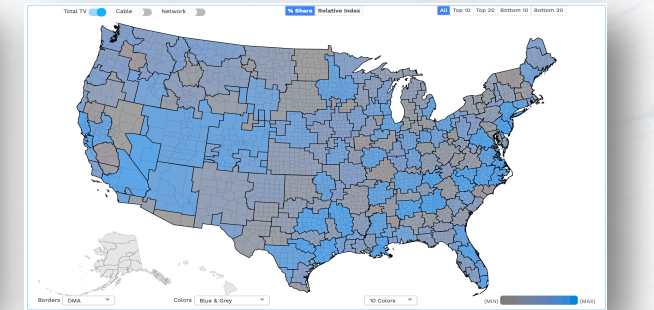 Total TV Cable Network % Share Relative Index All Top 10 Top 20 Bottom 10 Bottom 20
Borders DMA Colors Blue & Grey 10 Colors (MIN) (MAX)